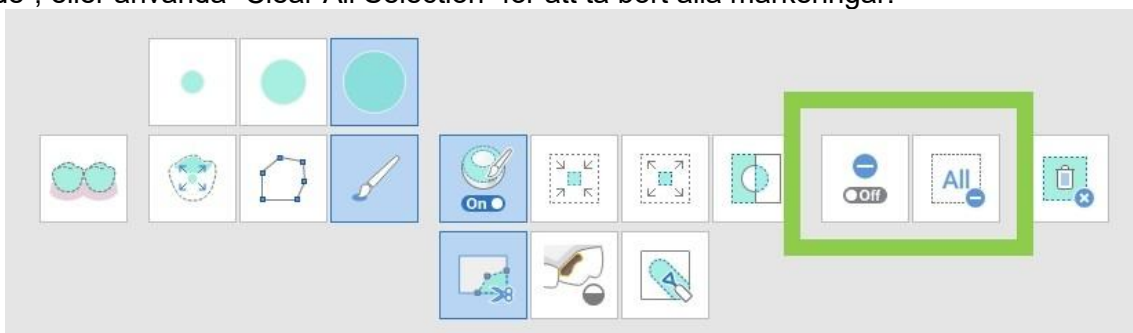 ", eller använda "Clear All Selection" för att ta bort alla markeringar.
On
Off
All